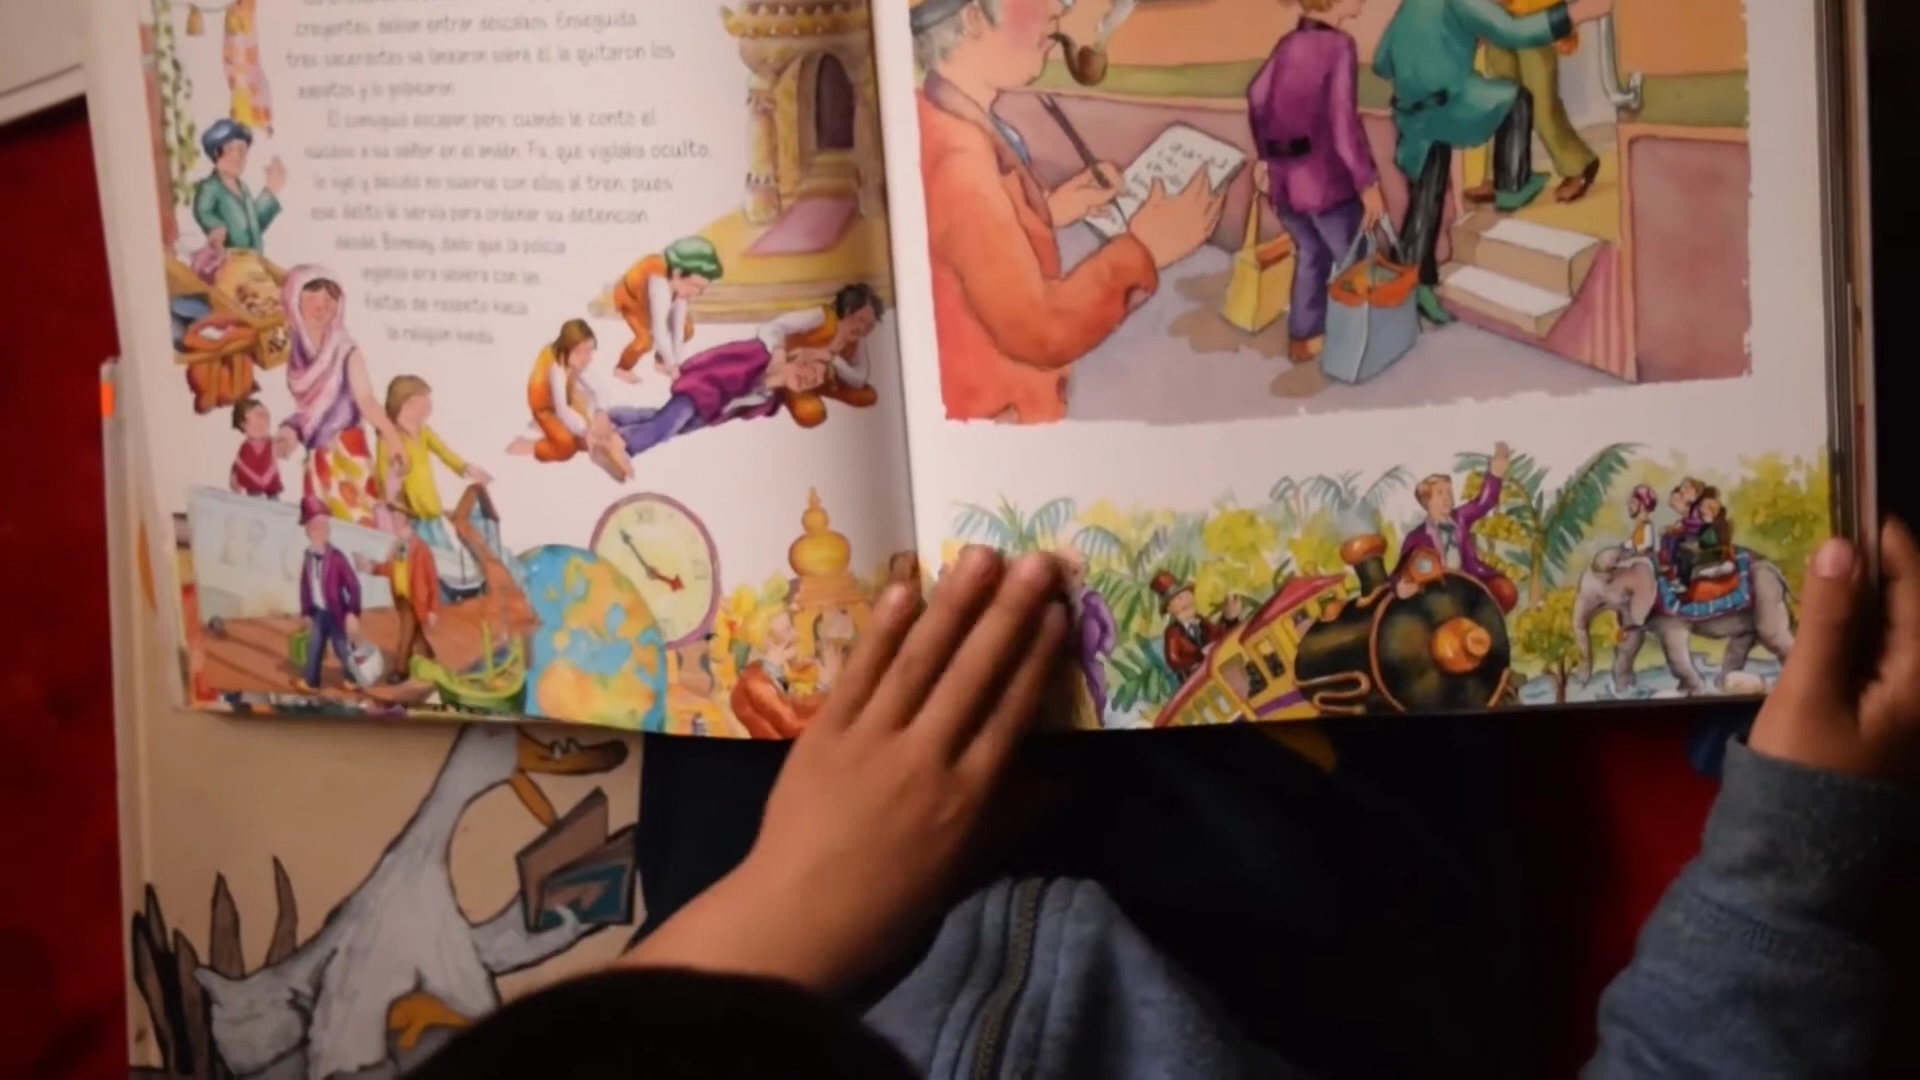 creyentes, debían entrar descalzos. Enseguida
tres sacerdotes se lanzaron sobre él, le quitaron los
zapatos y lo golpearon.
Él consiguió escapar, pero cuando le contó el
suceso a su señor en el andén, Fix, que vigilaba oculto,
lo oyó y decidió no subirse con ellos al tren, pues
ese delito le servía para ordenar su detención
desde Bombay, dado que la policía
inglesa era severa con las
faltas de respeto hacia
la religión hindú.